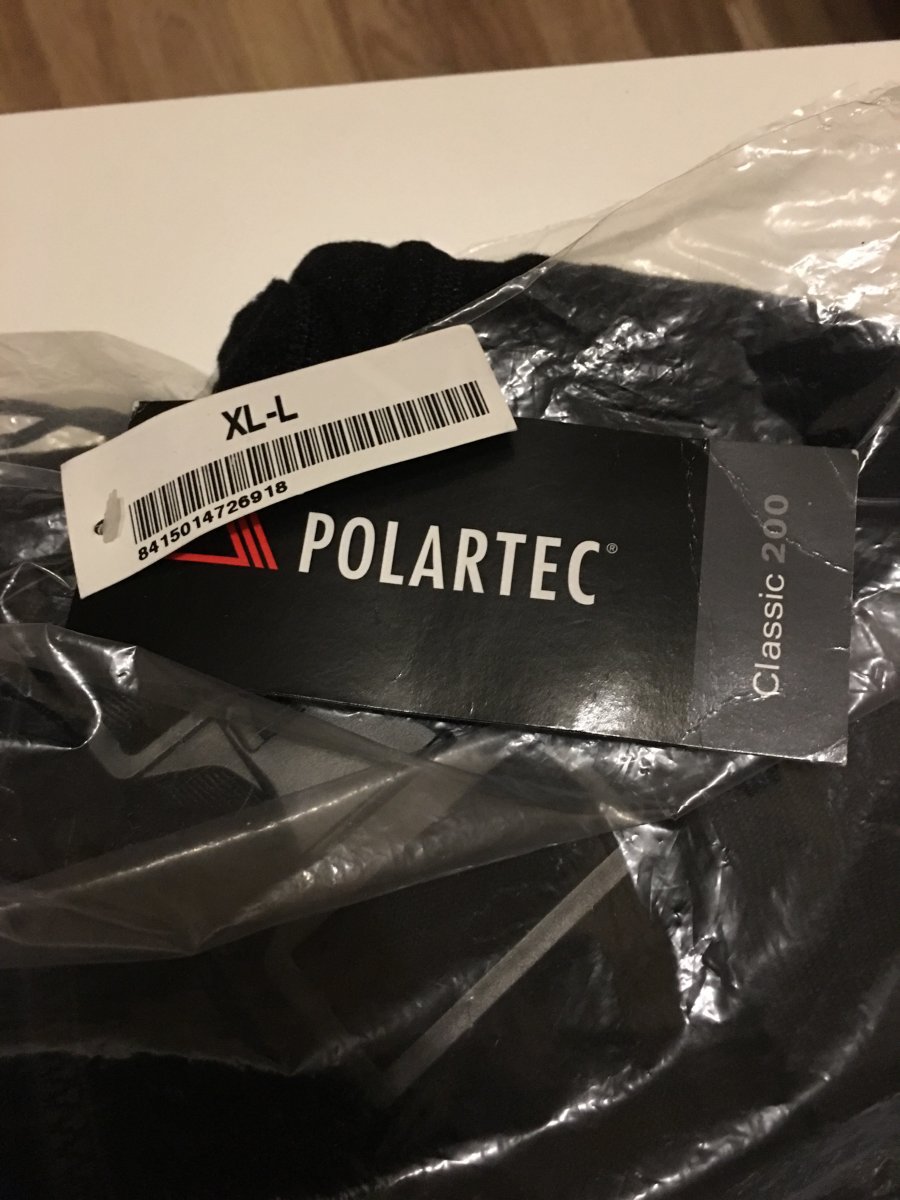 XL-L
8415014726918
POLARTEC®
Classic 200